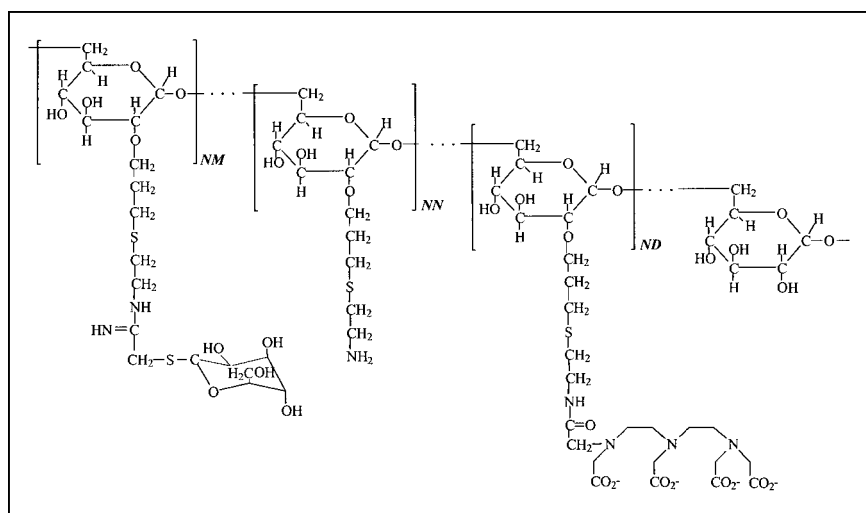 CH₂
C O H
H H
C C O · · · · · · CH₂
OH H
HO C C
C O H
H H
H O
NM
C C O · · · · CH₂
OH H
HO C C
C O H
H H
H O
NN
C C O · · · · CH₂
OH H
HO C C
C O H
H H
H O
ND
C C O
OH H
HO C C
H OH
CH₂
CH₂
CH₂
S
CH₂
CH₂
NH
HN C
CH₂ S C
HO OH
H₂COH
O
OH
OH
CH₂
CH₂
CH₂
S
CH₂
CH₂
NH₂
CH₂
CH₂
CH₂
S
CH₂
CH₂
NH
C=O
CH₂ N N N
CO₂- CO₂- CO₂- CO₂-